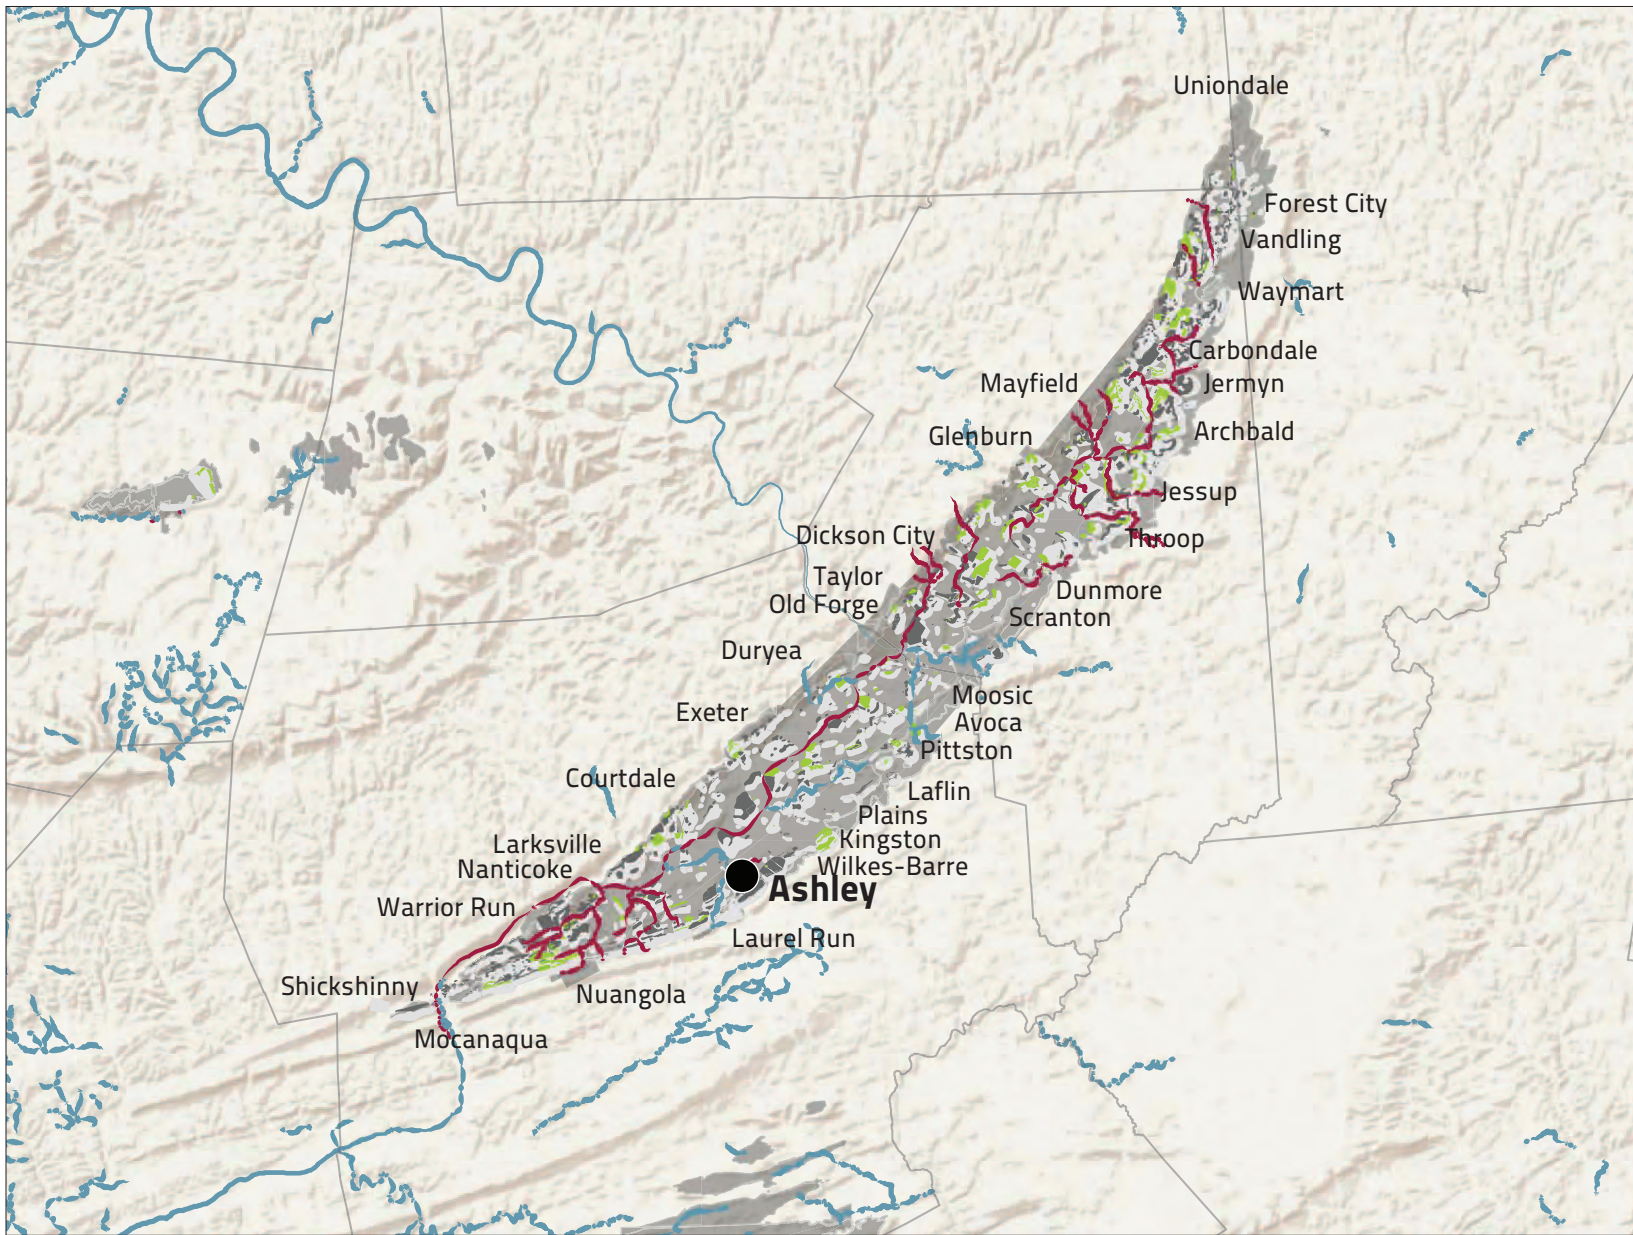 Uniondale
Forest City
Vandling
Waymart
Carbondale
Mayfield
Jermyn
Glenburn
Archbald
Jessup
Dickson City
Throop
Taylor
Dunmore
Old Forge
Scranton
Duryea
Moosic
Exeter
Avoca
Pittston
Courtdale
Laflin
Plains
Kingston
Larksville
Wilkes-Barre
Nanticoke
Ashley
Warrior Run
Laurel Run
Shickshinny
Nuangola
Mocanaqua